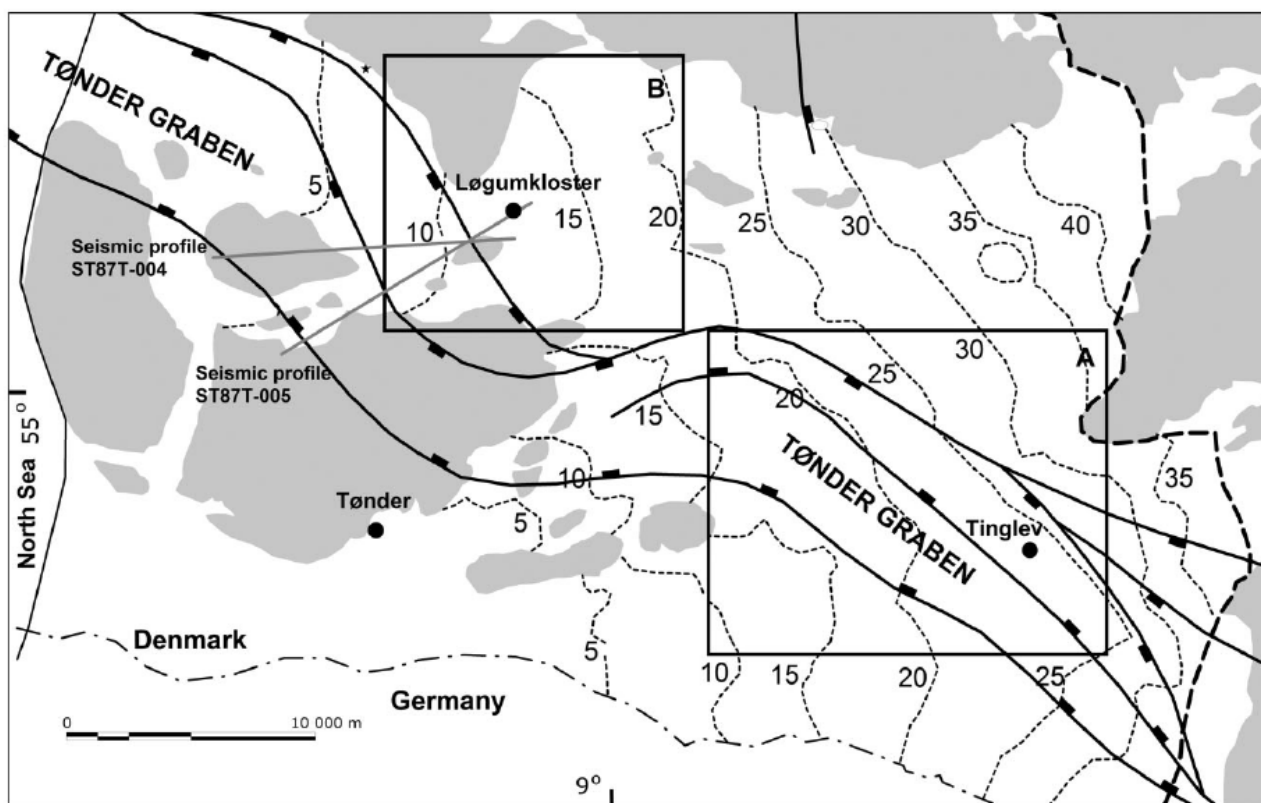 TØNDER GRABEN
B
5
Løgumkloster
10
15
20
25
30
35
40
Seismic profile
ST87T-004
Seismic profile
ST87T-005
North Sea
55°
A
30
25
20
15
10
5
TØNDER GRABEN
Tinglev
35
Tønder
Denmark
Germany
5
10
15
20
25
0
10 000 m
9°